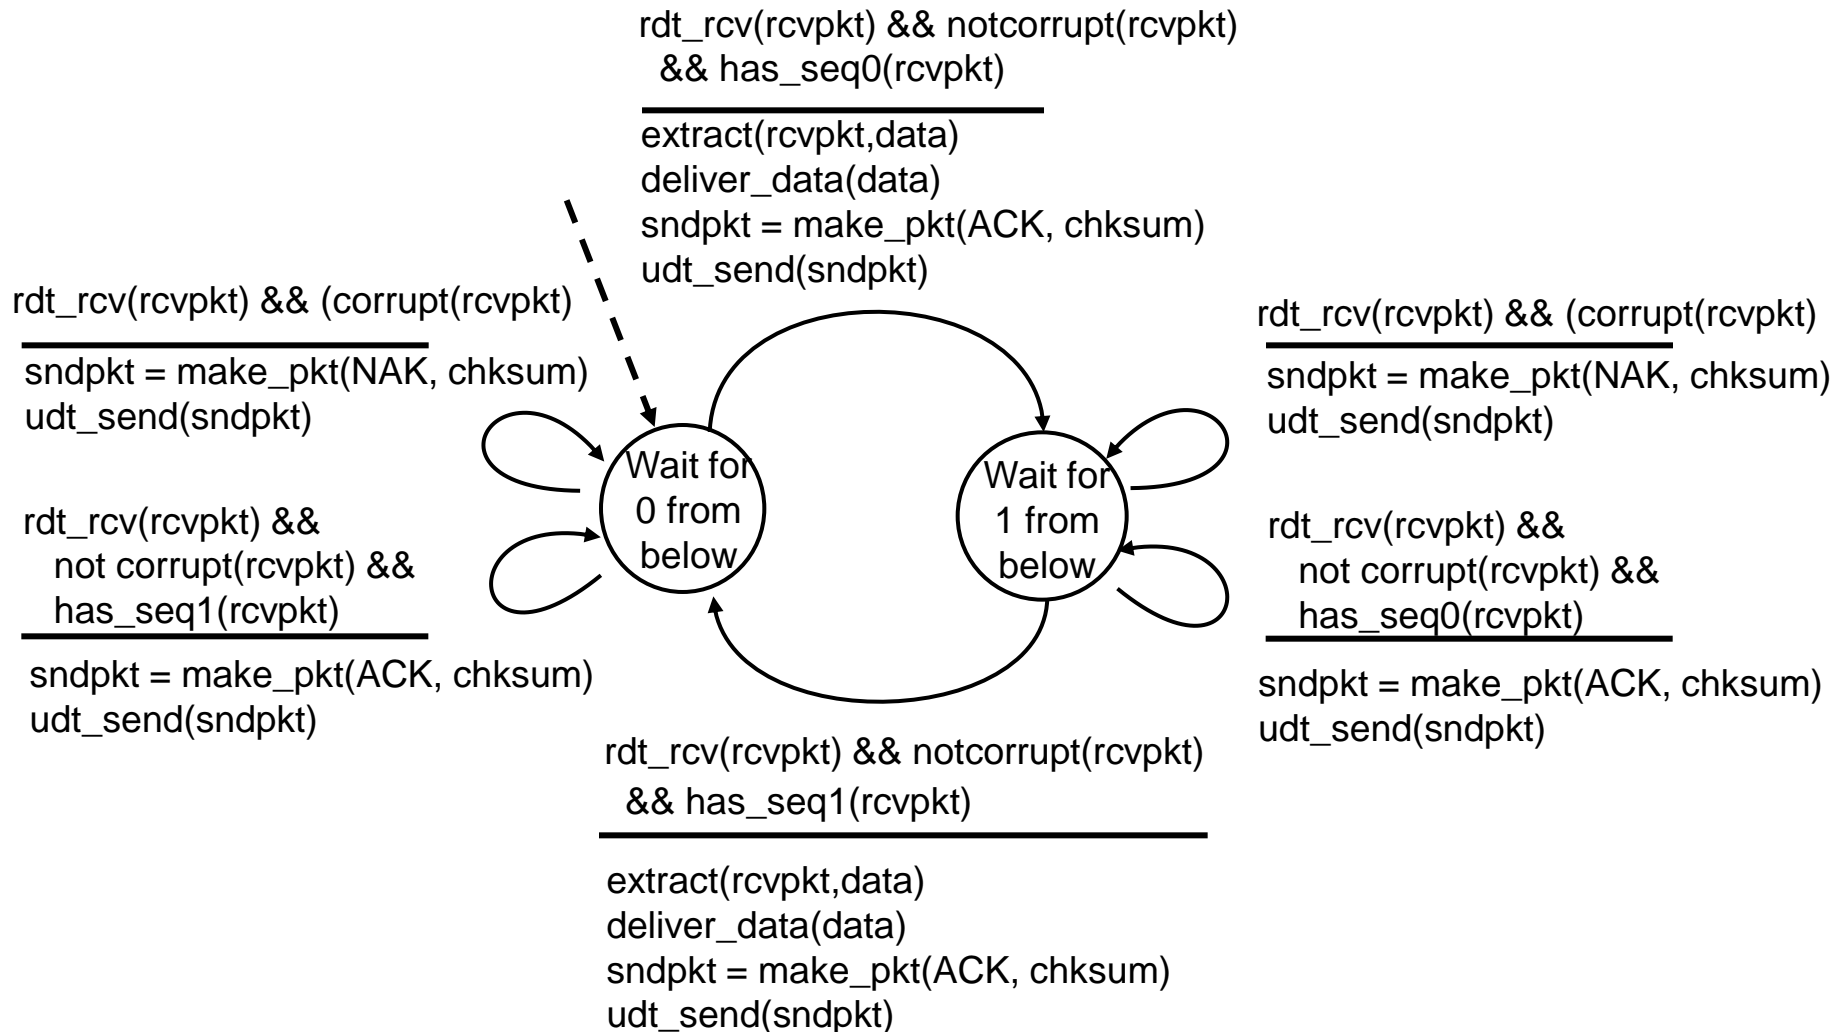 rdt_rcv(rcvpkt) && notcorrupt(rcvpkt)
&& has_seq0(rcvpkt)
extract(rcvpkt,data)
deliver_data(data)
sndpkt = make_pkt(ACK, chksum)
udt_send(sndpkt)
rdt_rcv(rcvpkt) && (corrupt(rcvpkt)
sndpkt = make_pkt(NAK, chksum)
udt_send(sndpkt)
rdt_rcv(rcvpkt) &&
not corrupt(rcvpkt) &&
has_seq1(rcvpkt)
sndpkt = make_pkt(ACK, chksum)
udt_send(sndpkt)
Wait for
0 from
below
Wait for
1 from
below
rdt_rcv(rcvpkt) && (corrupt(rcvpkt)
sndpkt = make_pkt(NAK, chksum)
udt_send(sndpkt)
rdt_rcv(rcvpkt) &&
not corrupt(rcvpkt) &&
has_seq0(rcvpkt)
sndpkt = make_pkt(ACK, chksum)
udt_send(sndpkt)
rdt_rcv(rcvpkt) && notcorrupt(rcvpkt)
&& has_seq1(rcvpkt)
extract(rcvpkt,data)
deliver_data(data)
sndpkt = make_pkt(ACK, chksum)
udt_send(sndpkt)